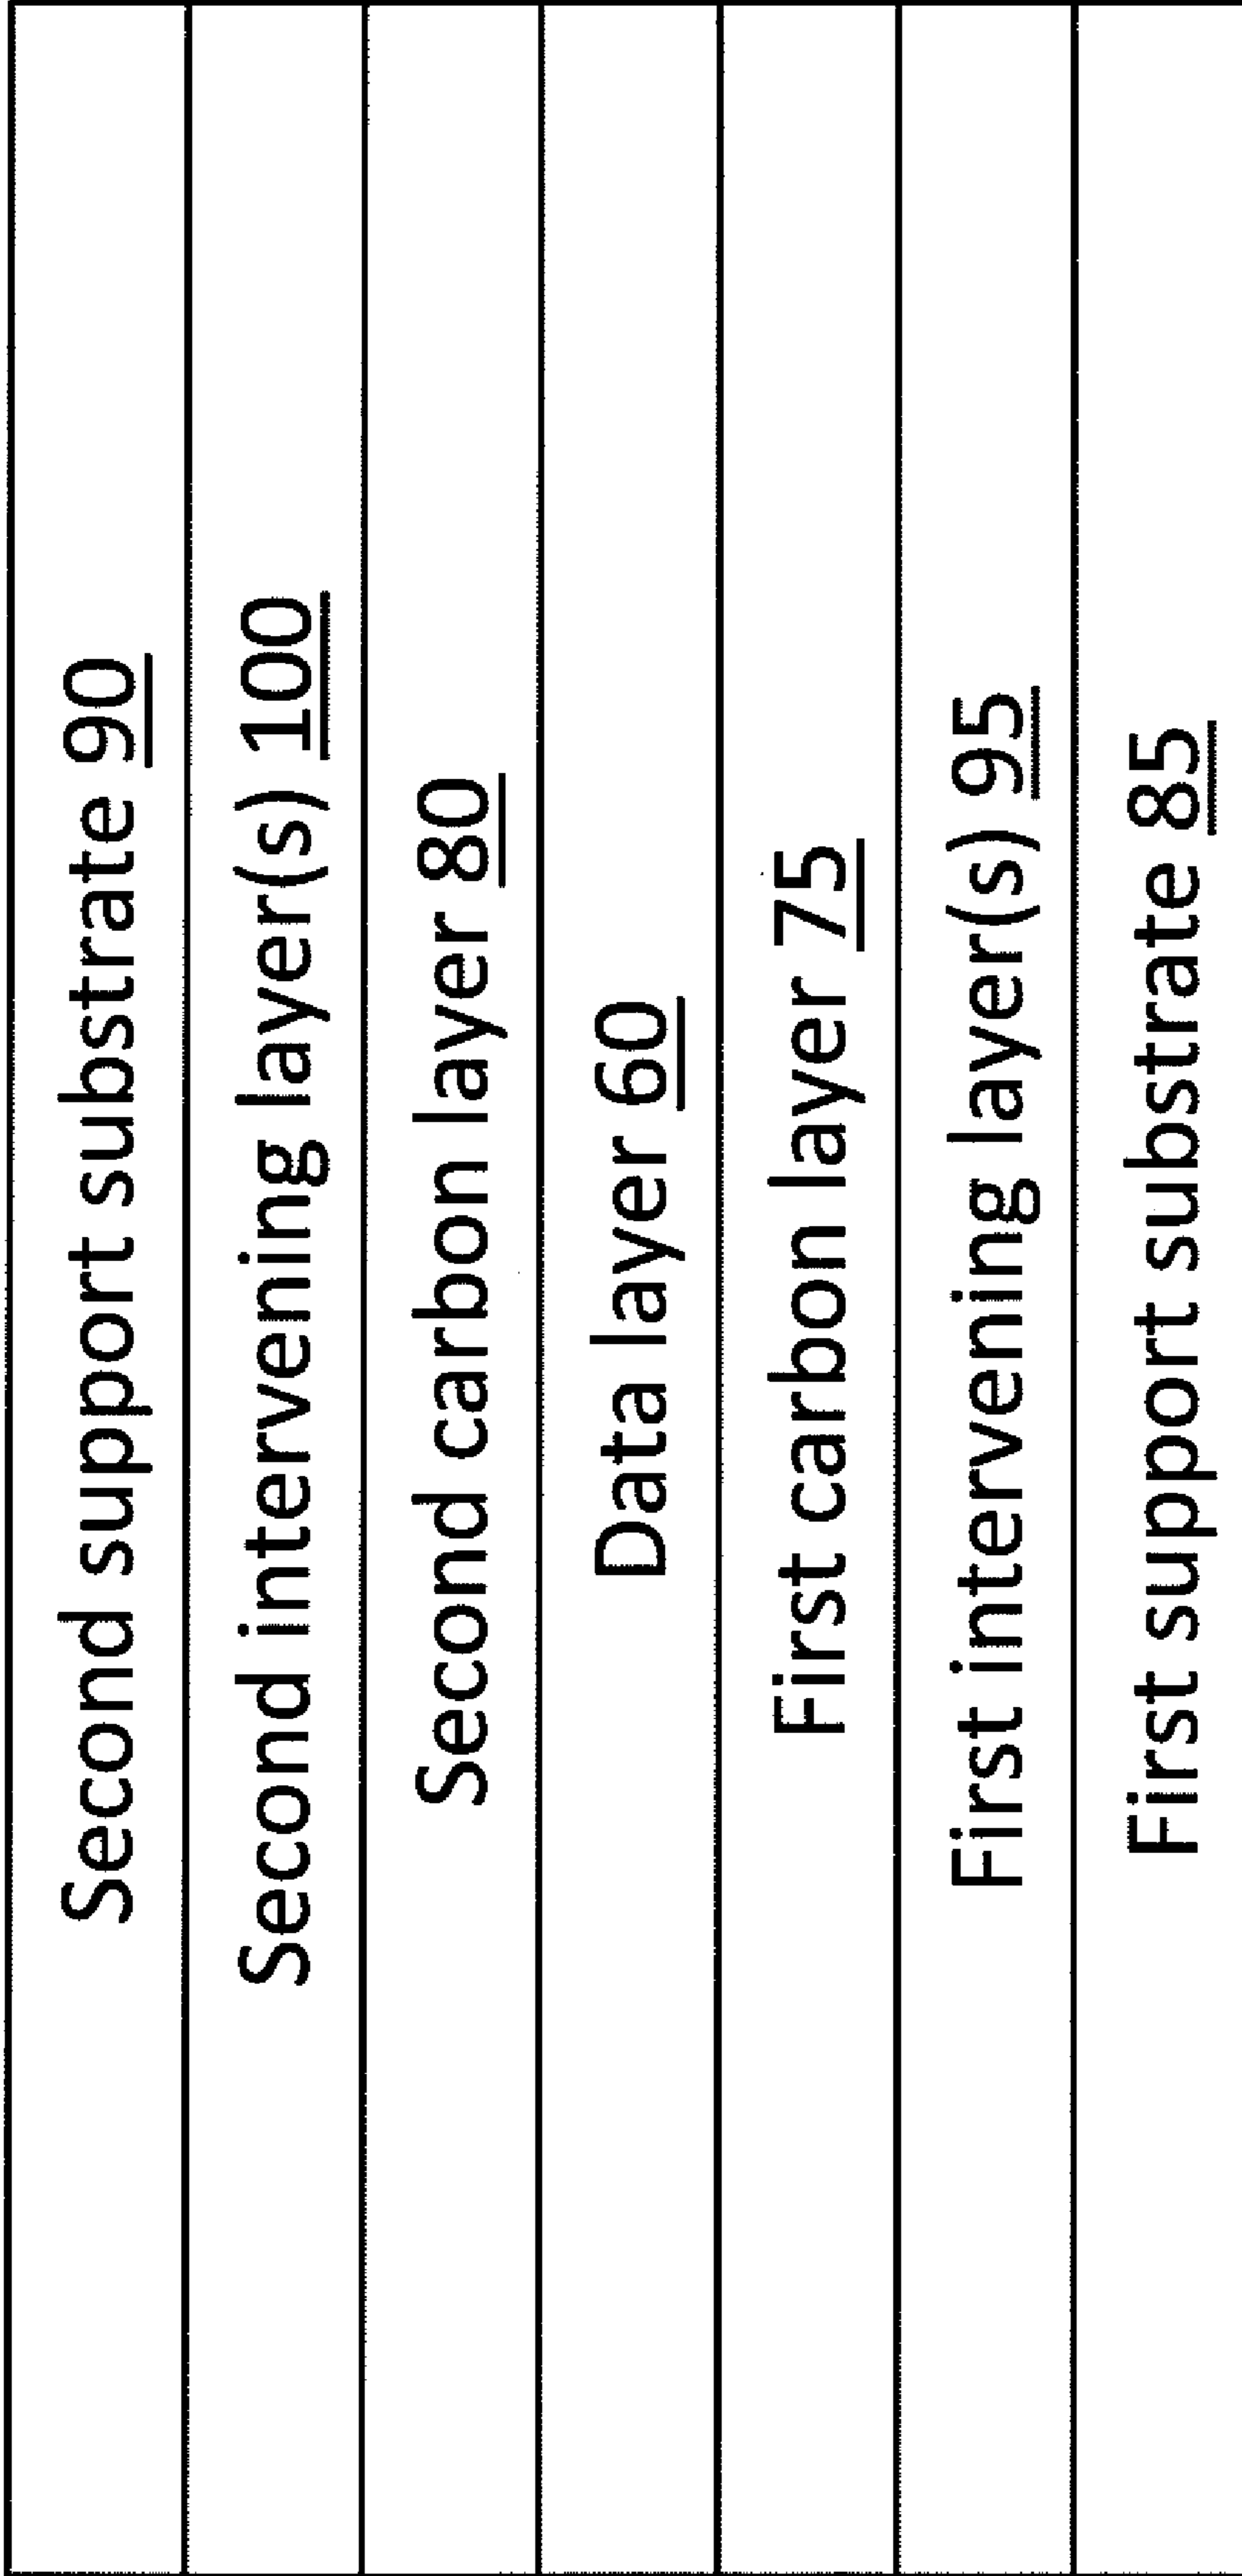 Second support substrate 90
Second intervening layer(s) 100
Second carbon layer 80
Data layer 60
First carbon layer 75
First intervening layer(s) 95
First support substrate 85